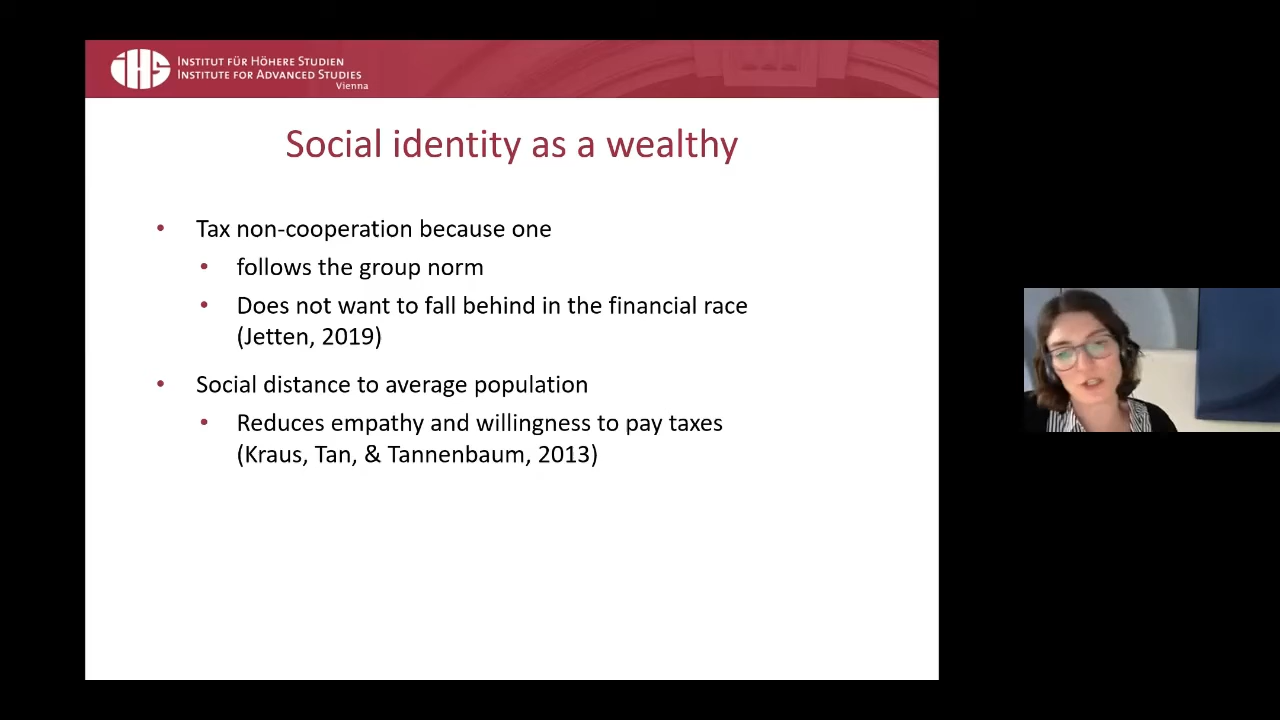 INSTITUT FÜR HÖHERE STUDIEN
INSTITUTE FOR ADVANCED STUDIES
Vienna
IHS
Social identity as a wealthy
• Tax non-cooperation because one
• follows the group norm
• Does not want to fall behind in the financial race
(Jetten, 2019)
• Social distance to average population
• Reduces empathy and willingness to pay taxes
(Kraus, Tan, & Tannenbaum, 2013)